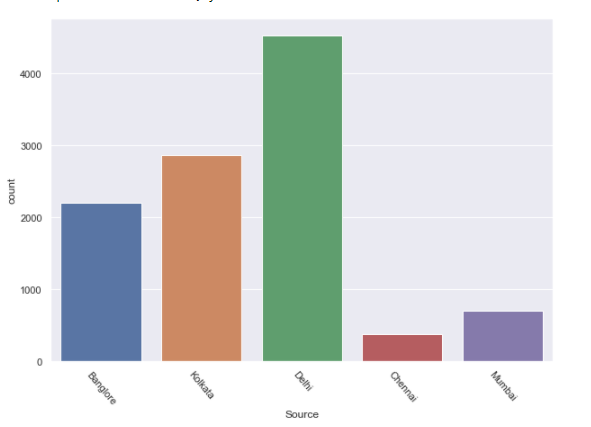 4000
3000
2000
1000
0
count
Banglore
Kolkata
Delhi
Chennai
Mumbai
Source